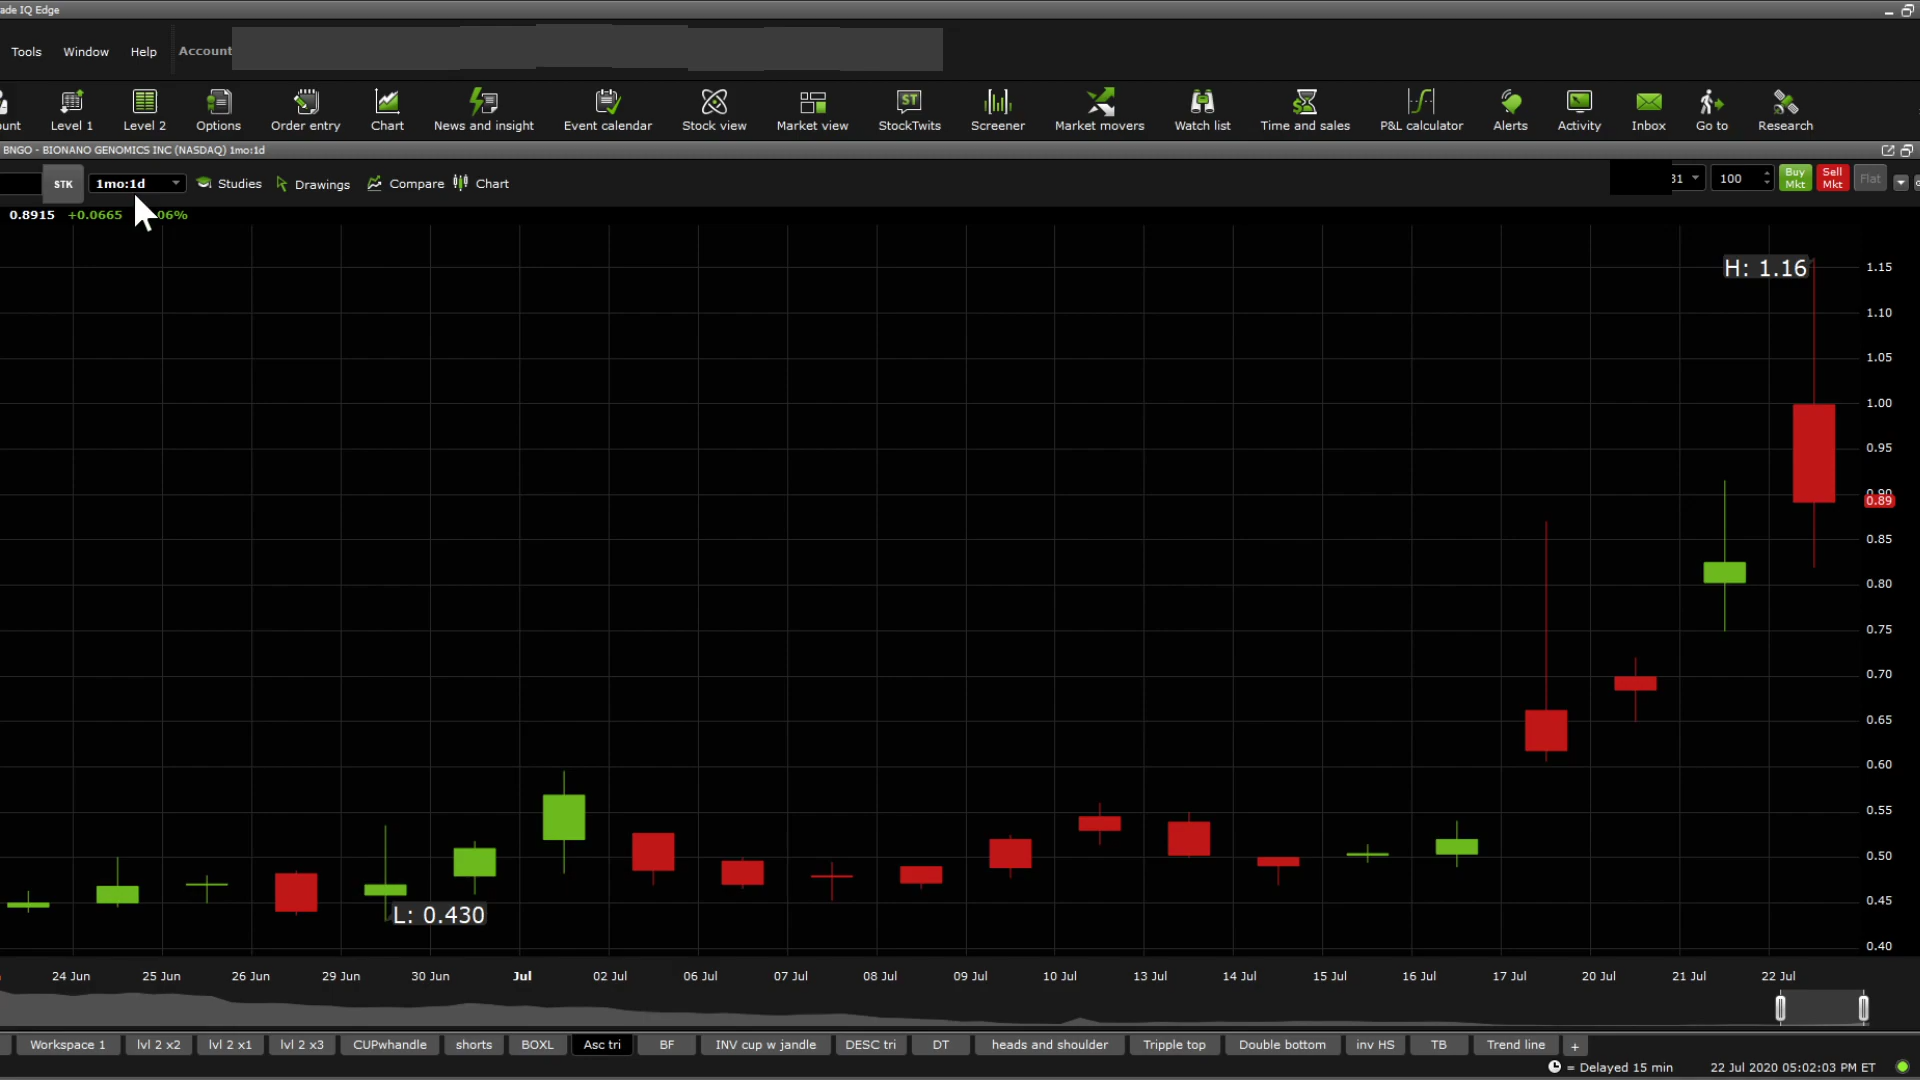 ade IQ Edge
Tools Window Help Account
ount Level 1 Level 2 Options Order entry Chart News and insight Event calendar Stock view Market view StockTwits Screener Market movers Watch list Time and sales P&L calculator Alerts Activity Inbox Go to Research
ST
BNGO - BIONANO GENOMICS INC (NASDAQ) 1mo:1d
STK 1mo:1d Studies Drawings Compare Chart 31 100 Buy Mkt Sell Mkt Flat
0.8915 +0.0665 06%
H: 1.16
1.15
1.10
1.05
1.00
0.95
0.90
0.89
0.85
0.80
0.75
0.70
0.65
0.60
0.55
0.50
0.45
L: 0.430
0.40
24 Jun 25 Jun 26 Jun 29 Jun 30 Jun Jul 02 Jul 06 Jul 07 Jul 08 Jul 09 Jul 10 Jul 13 Jul 14 Jul 15 Jul 16 Jul 17 Jul 20 Jul 21 Jul 22 Jul
Workspace 1 lvl 2 x2 lvl 2 x1 lvl 2 x3 CUPwhandle shorts BOXL Asc tri BF INV cup w jandle DESC tri DT heads and shoulder Tripple top Double bottom inv HS TB Trend line +
= Delayed 15 min 22 Jul 2020 05:02:03 PM ET